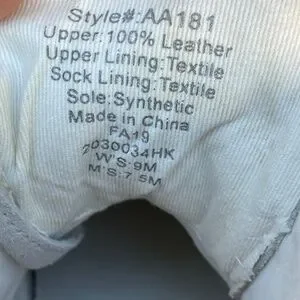 Style#:AA181
Upper:100% Leather
Upper Lining:Textile
Sock Lining:Textile
Sole:Synthetic
Made in China
FA19
2030034HK
W'S:9M
M'S:7.5M